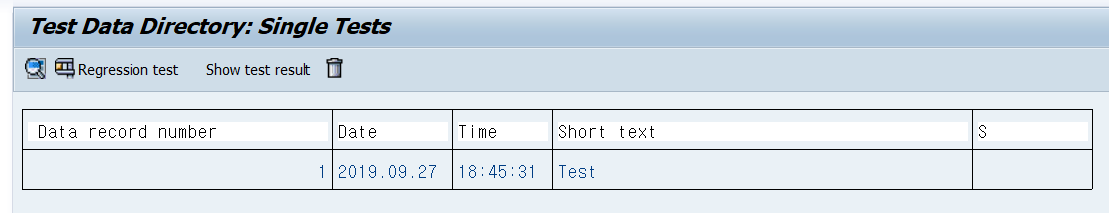 Test Data Directory: Single Tests
Regression test Show test result
Data record number Date Time Short text S
1 2019.09.27 18:45:31 Test